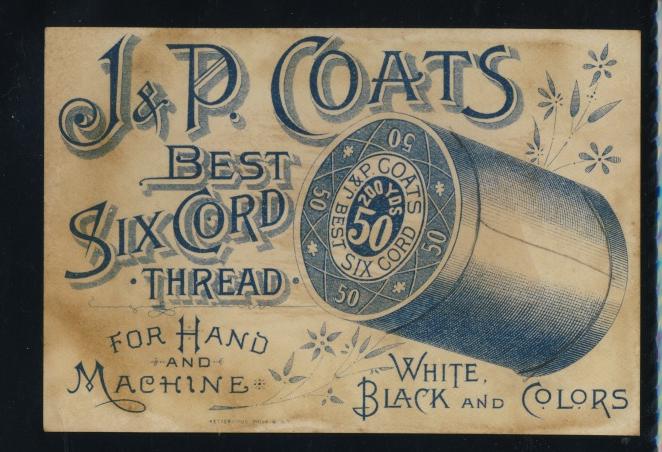 J. & P. COATS
BEST
SIX CORD
· THREAD ·
FOR HAND
AND
MACHINE
50
50
50
50
J. & P. COATS
BEST SIX CORD
200 YDS
50
WHITE,
BLACK AND COLORS